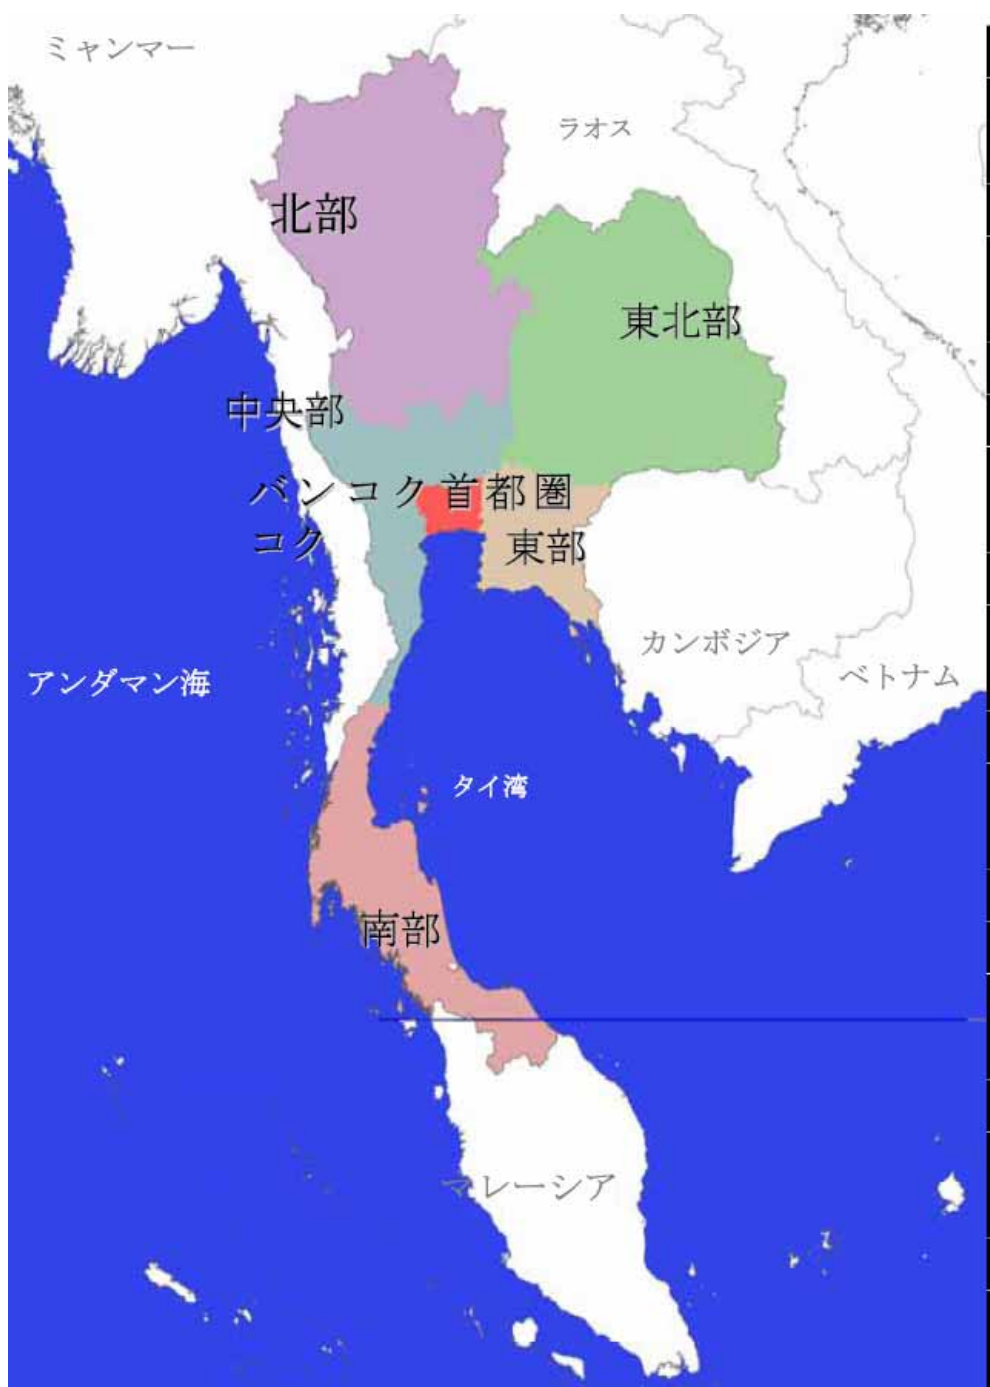 ミャンマー
ラオス
北部
東北部
中央部
バンコク首都圏
コク
東部
カンボジア
ベトナム
アンダマン海
タイ湾
南部
マレーシア